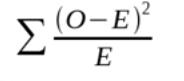 ∑ (O−E)² / E